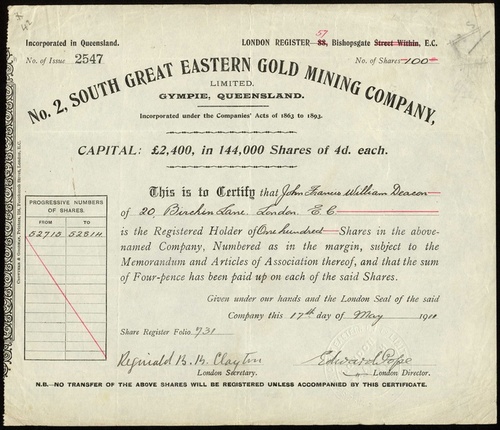 Incorporated in Queensland.
LONDON REGISTER—88, 57 Bishopsgate Street Within, E.C.
No. of Issue 2547
No. of Shares 100
No. 2, SOUTH GREAT EASTERN GOLD MINING COMPANY,
LIMITED.
GYMPIE, QUEENSLAND.
Incorporated under the Companies' Acts of 1863 to 1893.
CAPITAL: £2,400, in 144,000 Shares of 4d. each.
This is to Certify that John Francis William Deacon
of 20, Birchin Lane, London. E.C.
is the Registered Holder of One hundred Shares in the above-
named Company, Numbered as in the margin, subject to
the Memorandum and Articles of Association thereof, and that the sum
of Four-pence has been paid up on each of the said Shares.
PROGRESSIVE NUMBERS
OF SHARES.
FROM TO
52715 52814
Given under our hands and the London Seal of the said
Company this 17th day of May 1911
Share Register Folio 731
Reginald B. B. Clayton
London Secretary.
Edward Pope
London Director.
N.B.—NO TRANSFER OF THE ABOVE SHARES WILL BE REGISTERED UNLESS ACCOMPANIED BY THIS CERTIFICATE.